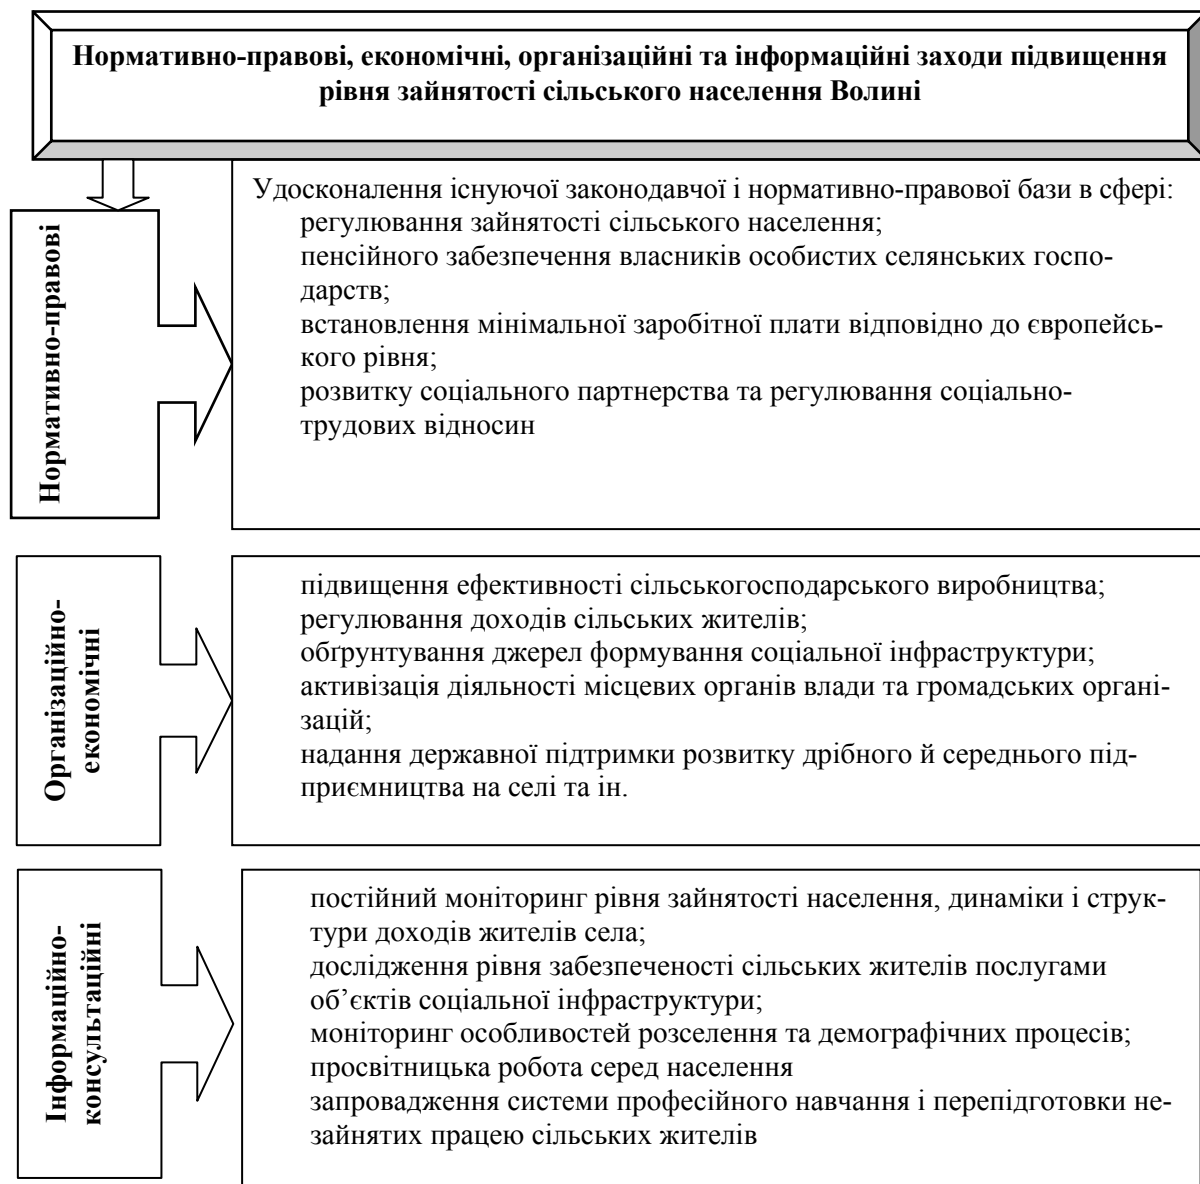 Нормативно-правові, економічні, організаційні та інформаційні заходи підвищення
рівня зайнятості сільського населення Волині
Нормативно-правові
Удосконалення існуючої законодавчої і нормативно-правової бази в сфері:
регулювання зайнятості сільського населення;
пенсійного забезпечення власників особистих селянських госпо-
дарств;
встановлення мінімальної заробітної плати відповідно до європейсь-
кого рівня;
розвитку соціального партнерства та регулювання соціально-
трудових відносин
Організаційно-
економічні
підвищення ефективності сільськогосподарського виробництва;
регулювання доходів сільських жителів;
обґрунтування джерел формування соціальної інфраструктури;
активізація діяльності місцевих органів влади та громадських органі-
зацій;
надання державної підтримки розвитку дрібного й середнього під-
приємництва на селі та ін.
Інформаційно-
консультаційні
постійний моніторинг рівня зайнятості населення, динаміки і струк-
тури доходів жителів села;
дослідження рівня забезпеченості сільських жителів послугами
об’єктів соціальної інфраструктури;
моніторинг особливостей розселення та демографічних процесів;
просвітницька робота серед населення
запровадження системи професійного навчання і перепідготовки не-
зайнятих працею сільських жителів